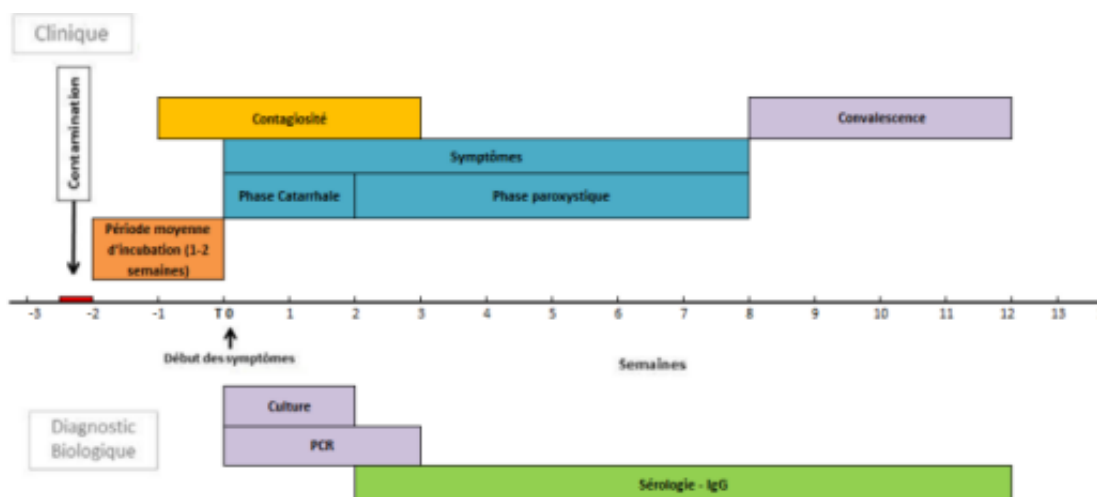 Clinique
Contamination
Contagiosité
Convalescence
Symptômes
Phase Catarrhale
Phase paroxystique
Période moyenne
d'incubation (1-2
semaines)
-3 -2 -1 T 0 1 2 3 4 5 6 7 8 9 10 11 12 13
Début des symptômes
Semaines
Culture
Diagnostic
Biologique
PCR
Sérologie - IgG